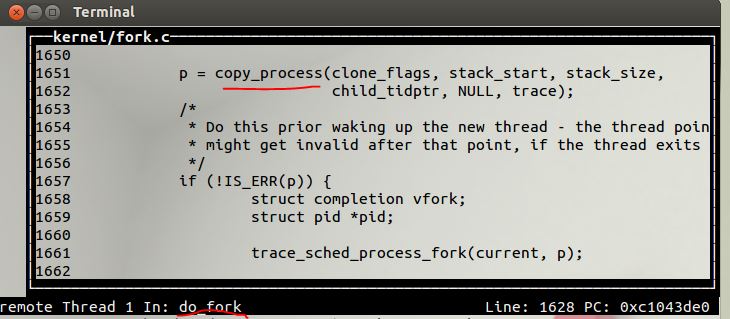 Terminal
kernel/fork.c
1650
1651 p = copy_process(clone_flags, stack_start, stack_size,
1652 child_tidptr, NULL, trace);
1653 /*
1654 * Do this prior waking up the new thread - the thread poin
1655 * might get invalid after that point, if the thread exits
1656 */
1657 if (!IS_ERR(p)) {
1658 struct completion vfork;
1659 struct pid *pid;
1660
1661 trace_sched_process_fork(current, p);
1662
remote Thread 1 In: do_fork Line: 1628 PC: 0xc1043de0